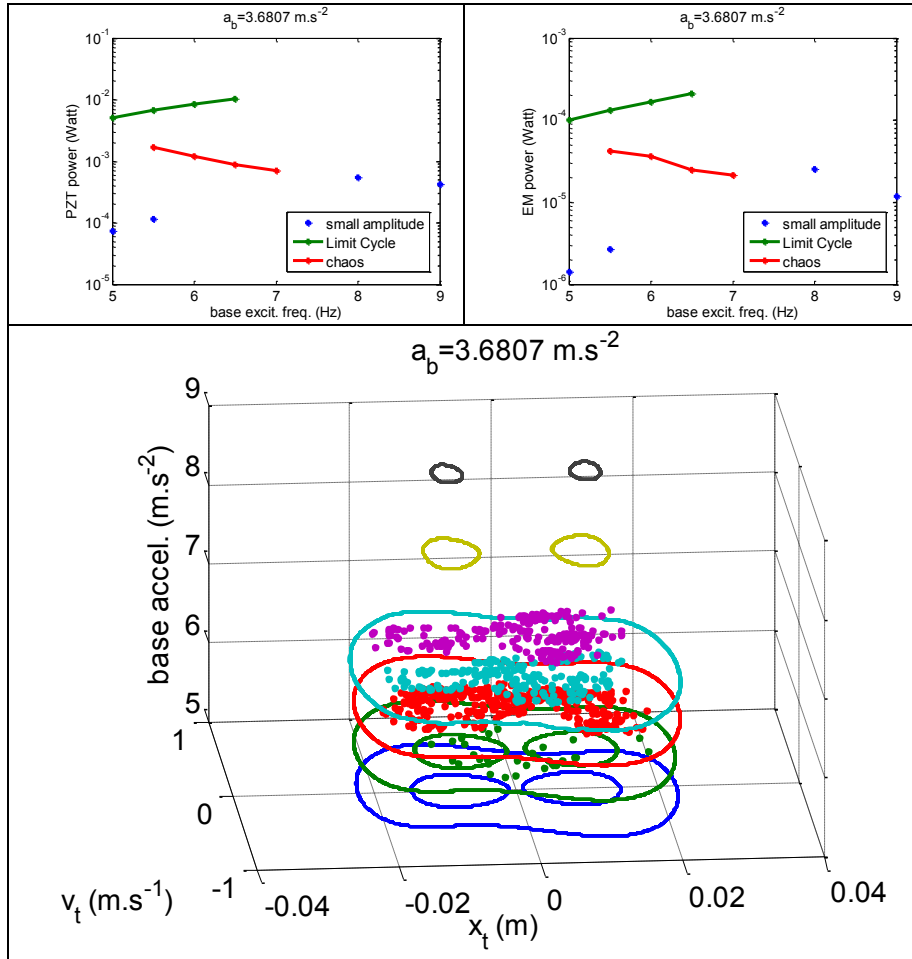 a_b=3.6807 m.s^-2
10^-1
10^-2
10^-3
10^-4
10^-5
PZT power (Watt)
small amplitude
Limit Cycle
chaos
5 6 7 8 9
base excit. freq. (Hz)
a_b=3.6807 m.s^-2
10^-3
10^-4
10^-5
10^-6
EM power (Watt)
small amplitude
Limit Cycle
chaos
5 6 7 8 9
base excit. freq. (Hz)
a_b=3.6807 m.s^-2
9
8
7
6
5
base accel. (m.s^-2)
1
0
-1
v_t (m.s^-1)
-0.04 -0.02 0 0.02 0.04
x_t (m)